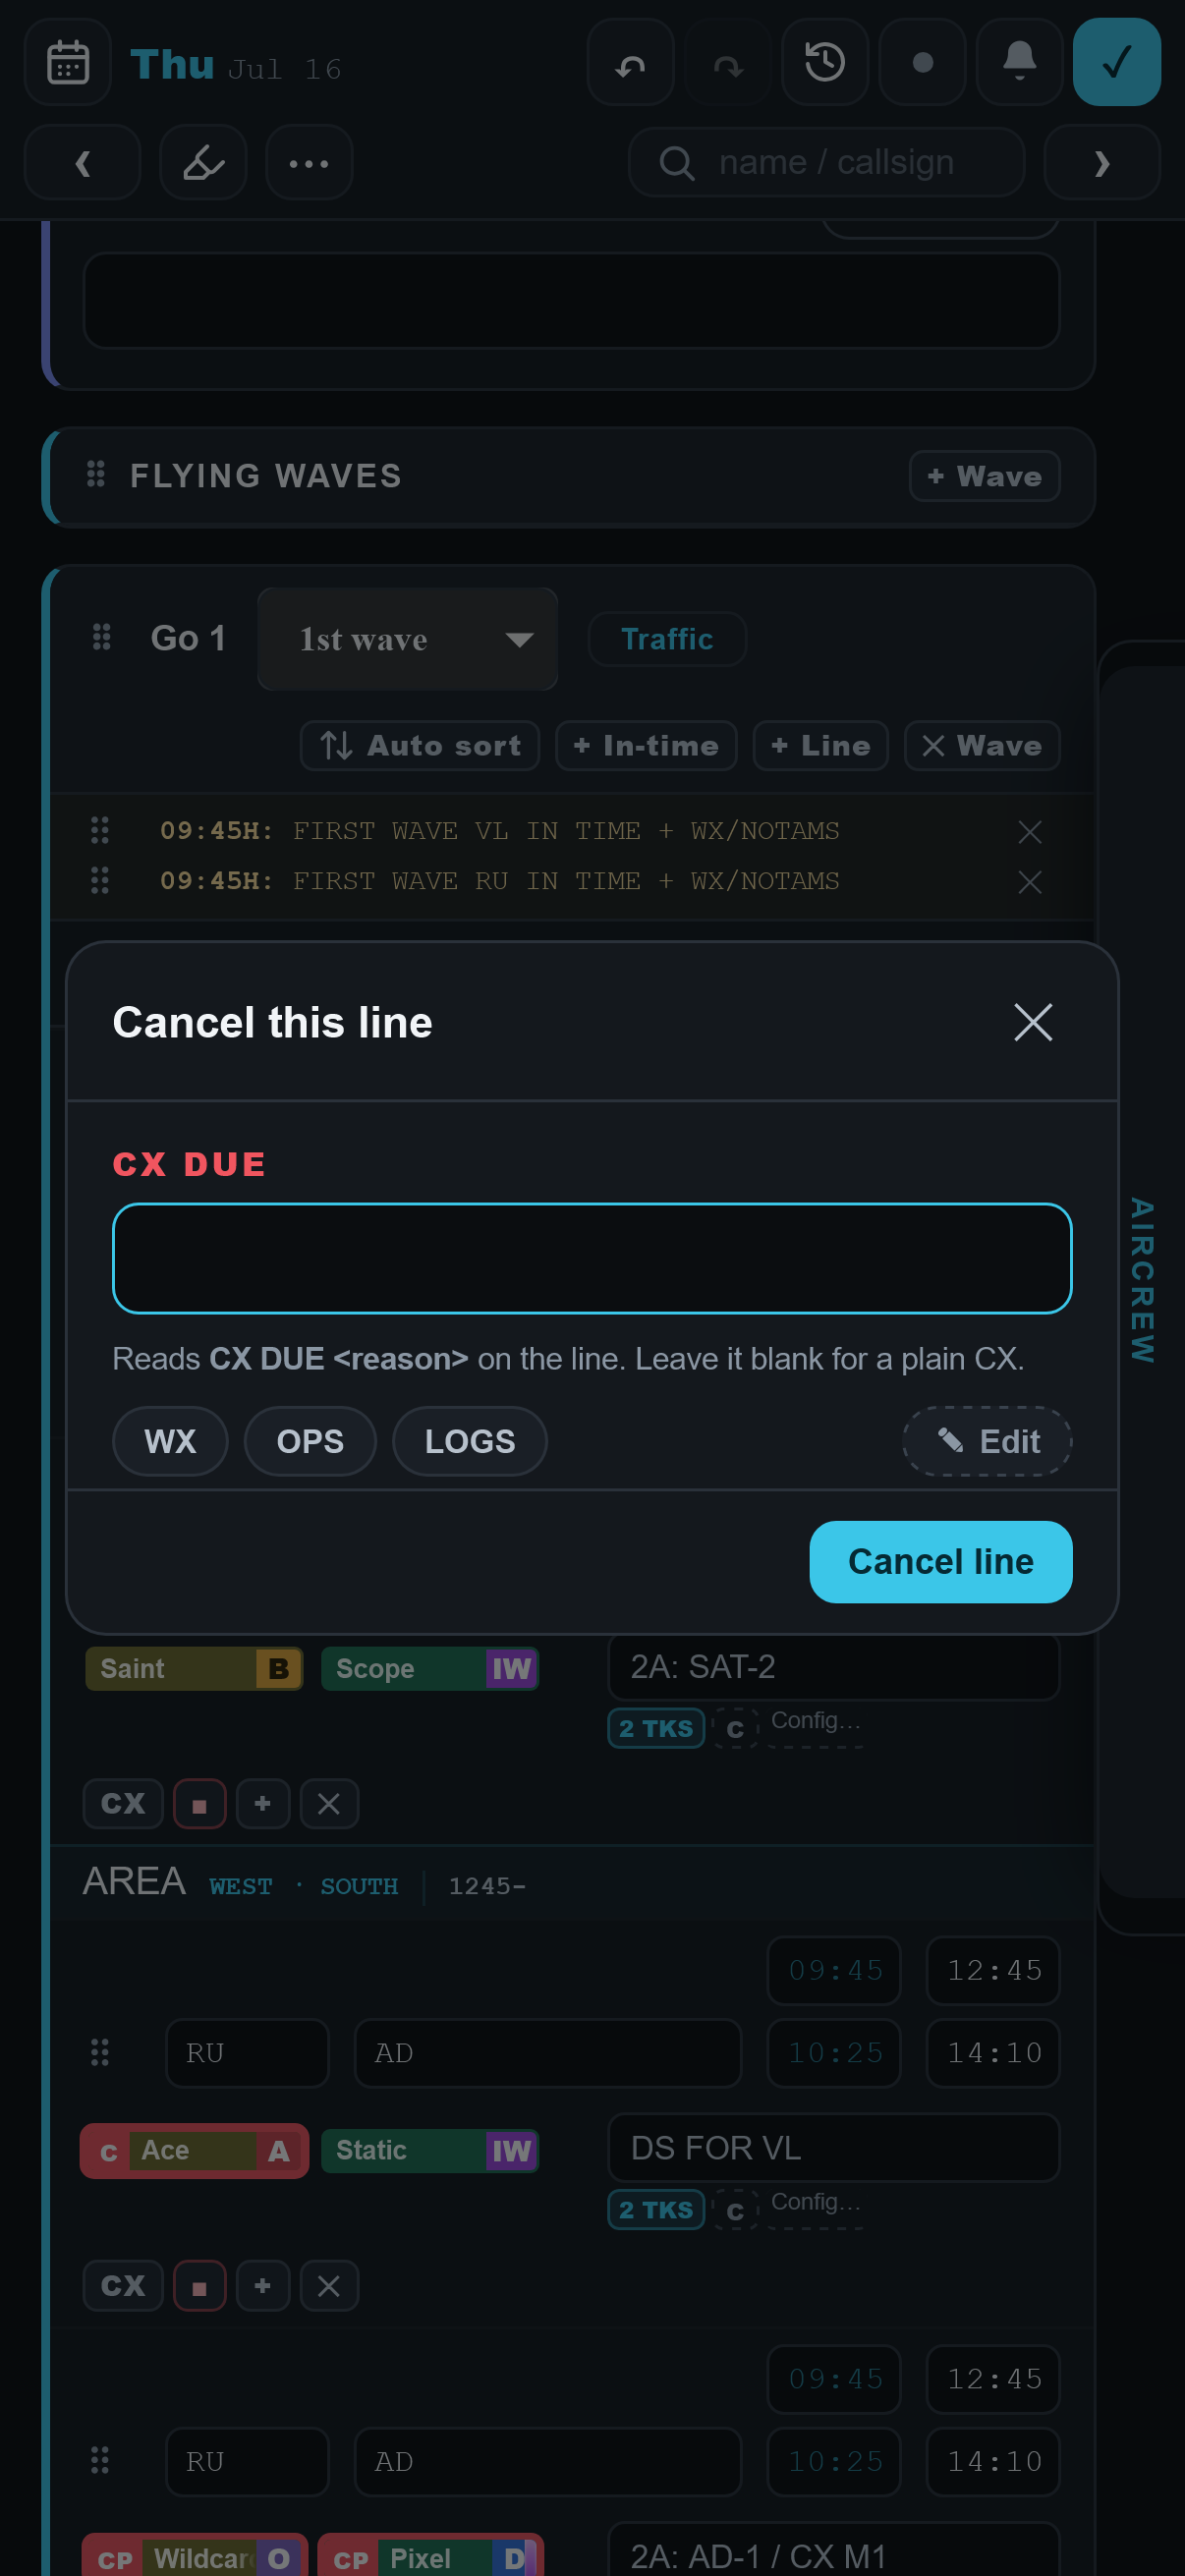 Thu Jul 16
name / callsign
FLYING WAVES
+ Wave
Go 1 1st wave Traffic
Auto sort + In-time + Line × Wave
09:45H: FIRST WAVE VL IN TIME + WX/NOTAMS
09:45H: FIRST WAVE RU IN TIME + WX/NOTAMS
Cancel this line
CX DUE
Reads CX DUE <reason> on the line. Leave it blank for a plain CX.
WX OPS LOGS Edit
Cancel line
AIRCREW
Saint B Scope IW 2A: SAT-2
2 TKS C Config...
CX + ×
AREA WEST · SOUTH 1245-
09:45 12:45
RU AD 10:25 14:10
C Ace A Static IW DS FOR VL
2 TKS C Config...
CX + ×
09:45 12:45
RU AD 10:25 14:10
CP Wildcar O CP Pixel D 2A: AD-1 / CX M1